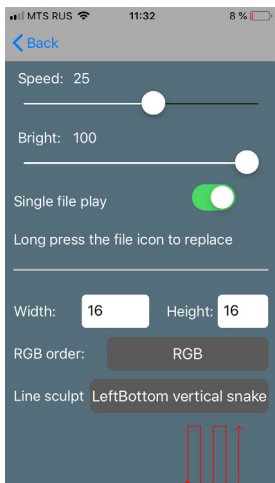 MTS RUS 11:32 8 %
Back
Speed: 25
Bright: 100
Single file play
Long press the file icon to replace
Width: 16 Height: 16
RGB order: RGB
Line sculpt LeftBottom vertical snake